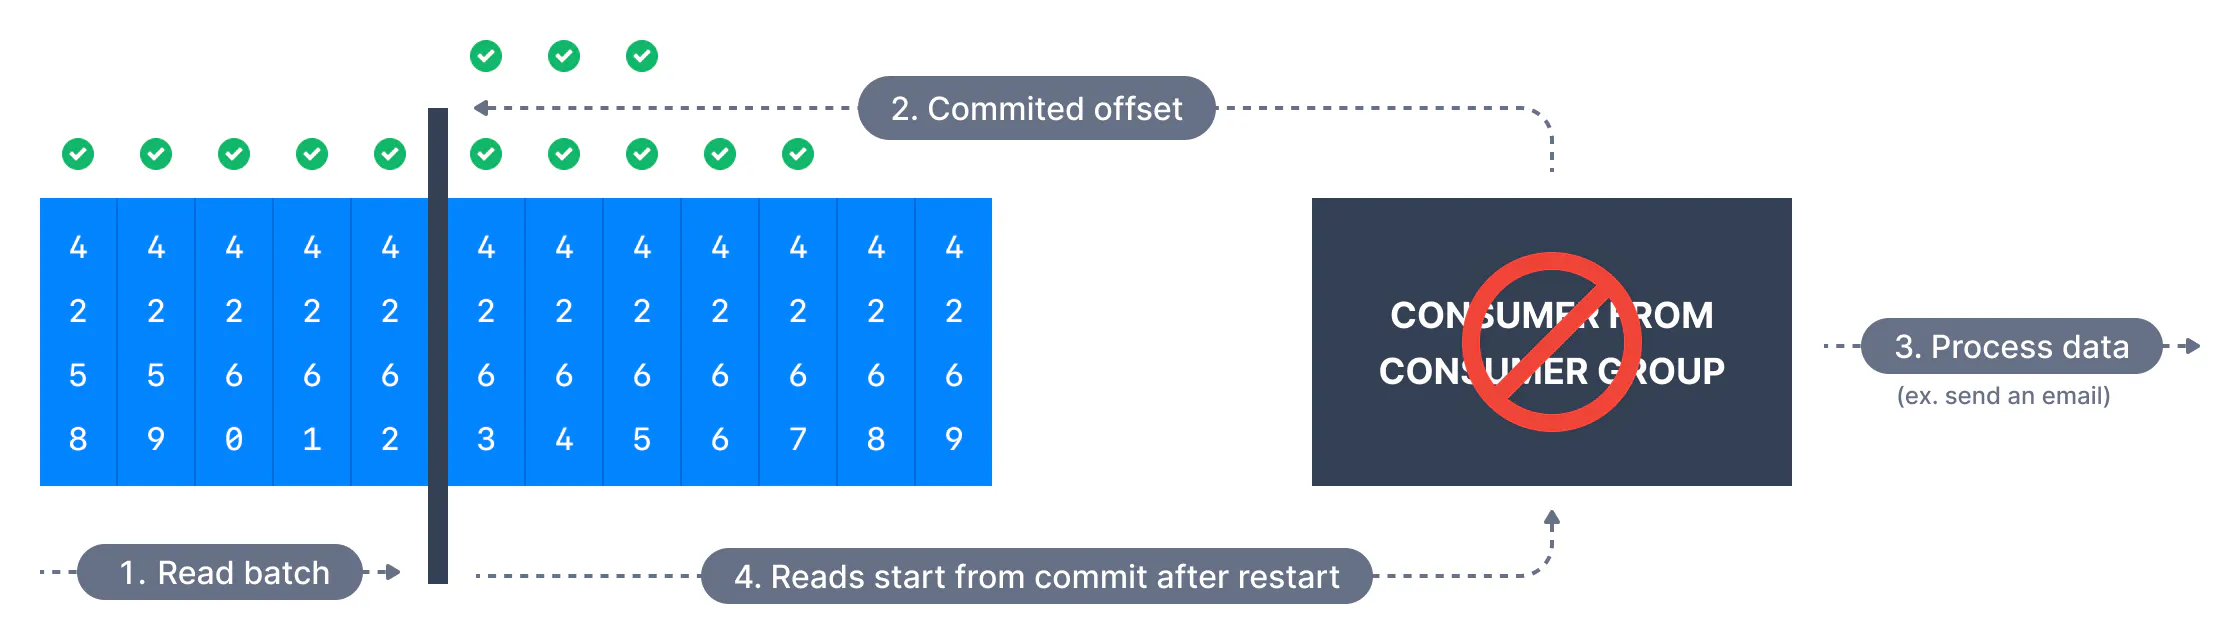 2. Commited offset
4 4 4 4 4 4 4 4 4 4 4 4
2 2 2 2 2 2 2 2 2 2 2 2
5 5 6 6 6 6 6 6 6 6 6 6
8 9 0 1 2 3 4 5 6 7 8 9
CONSUMER FROM
CONSUMER GROUP
3. Process data
(ex. send an email)
1. Read batch
4. Reads start from commit after restart